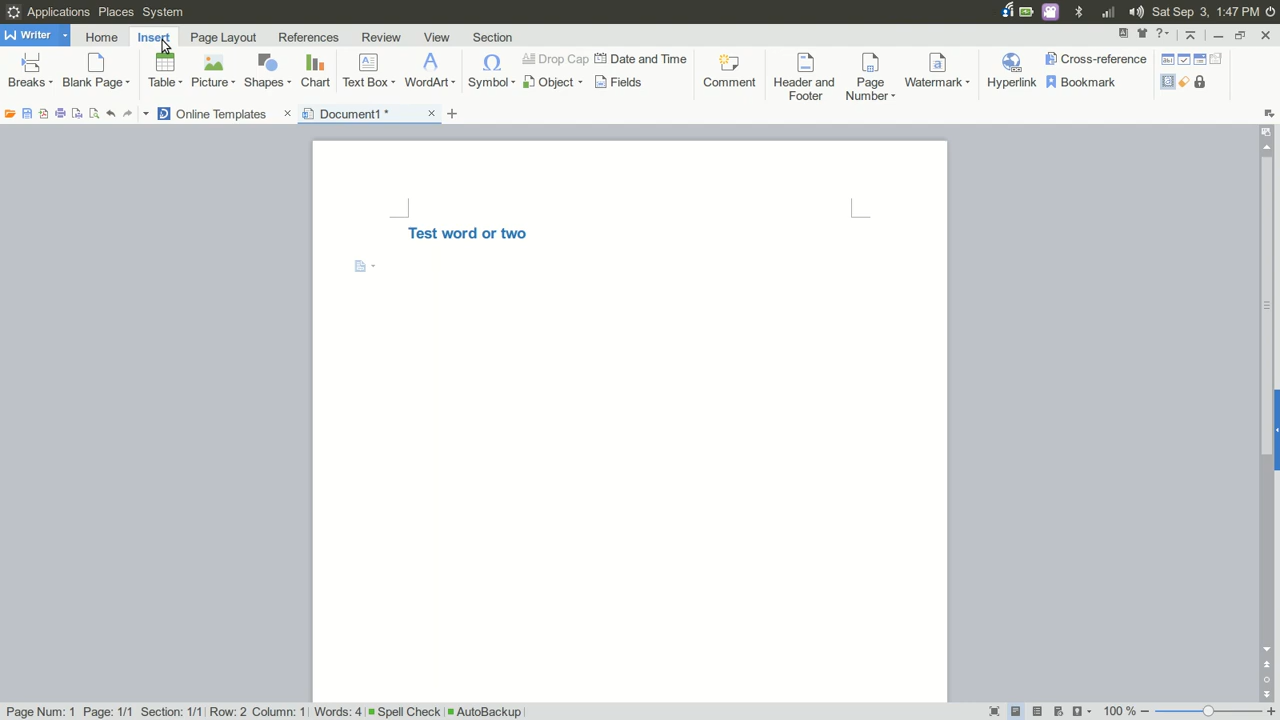 Applications Places System
Sat Sep 3, 1:47 PM
Writer Home Insert Page Layout References Review View Section
Breaks Blank Page Table Picture Shapes Chart Text Box WordArt Symbol Drop Cap Object Date and Time Fields Comment Header and Footer Page Number Watermark Hyperlink Cross-reference Bookmark
Online Templates Document1 *
Test word or two
Page Num: 1 Page: 1/1 Section: 1/1 Row: 2 Column: 1 Words: 4 Spell Check AutoBackup 100 %